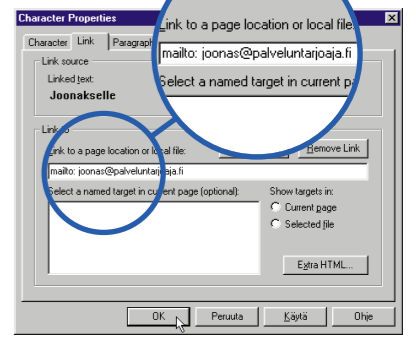 Character Properties
Link to a page location or local file
mailto: joonas@palveluntarjoaja.fi
Select a named target in current pa
Character Link Paragraph
Link source
Linked text:
Joonakselle
Link to
Link to a page location or local file:
Remove Link
mailto: joonas@palveluntarjoaja.fi
Select a named target in current page (optional):
Show targets in:
Current page
Selected file
Extra HTML...
OK Peruuta Käytä Ohje